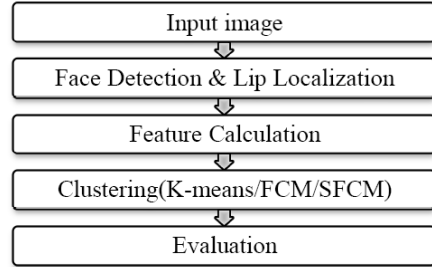 Input image
Face Detection & Lip Localization
Feature Calculation
Clustering(K-means/FCM/SFCM)
Evaluation